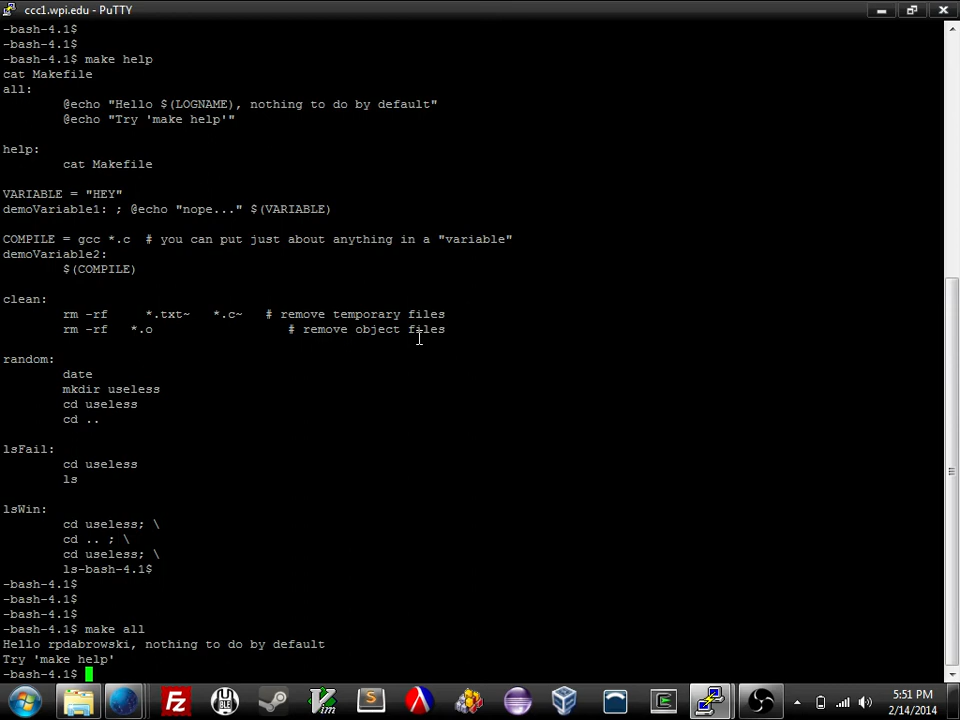 ccc1.wpi.edu - PuTTY
-bash-4.1$
-bash-4.1$
-bash-4.1$ make help
cat Makefile
all:
        @echo "Hello $(LOGNAME), nothing to do by default"
        @echo "Try 'make help'"
help:
        cat Makefile
VARIABLE = "HEY"
demoVariable1: ; @echo "nope..." $(VARIABLE)
COMPILE = gcc *.c  # you can put just about anything in a "variable"
demoVariable2:
        $(COMPILE)
clean:
        rm -rf     *.txt~   *.c~   # remove temporary files
        rm -rf   *.o                  # remove object files
random:
        date
        mkdir useless
        cd useless
        cd ..
lsFail:
        cd useless
        ls
lsWin:
        cd useless; \
        cd .. ; \
        cd useless; \
        ls-bash-4.1$
-bash-4.1$
-bash-4.1$
-bash-4.1$
-bash-4.1$ make all
Hello rpdabrowski, nothing to do by default
Try 'make help'
-bash-4.1$
5:51 PM
2/14/2014